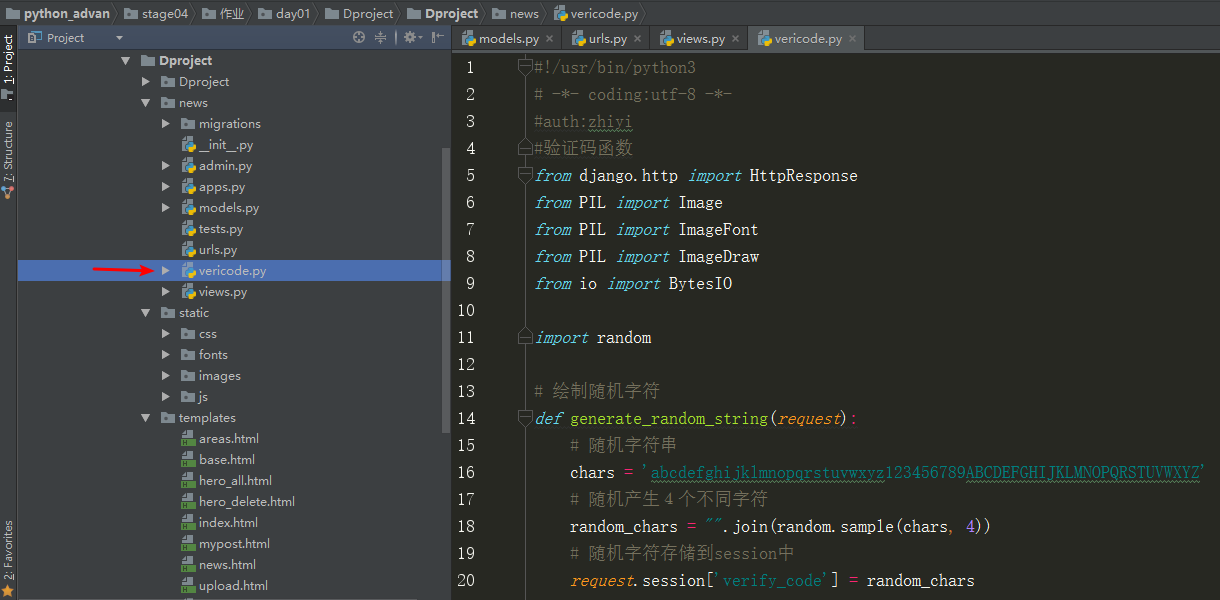 python_advan stage04 作业 day01 Dproject Dproject news vericode.py
Project
models.py urls.py views.py vericode.py
1: Project
7: Structure
2: Favorites
Dproject
Dproject
news
migrations
__init__.py
admin.py
apps.py
models.py
tests.py
urls.py
vericode.py
views.py
static
css
fonts
images
js
templates
areas.html
base.html
hero_all.html
hero_delete.html
index.html
mypost.html
news.html
upload.html
1 #!/usr/bin/python3
2 # -*- coding:utf-8 -*-
3 #auth:zhiyi
4 #验证码函数
5 from django.http import HttpResponse
6 from PIL import Image
7 from PIL import ImageFont
8 from PIL import ImageDraw
9 from io import BytesIO
10
11 import random
12
13 # 绘制随机字符
14 def generate_random_string(request):
15 # 随机字符串
16 chars = 'abcdefghijklmnopqrstuvwxyz123456789ABCDEFGHIJKLMNOPQRSTUVWXYZ'
17 # 随机产生4个不同字符
18 random_chars = "".join(random.sample(chars, 4))
19 # 随机字符存储到session中
20 request.session['verify_code'] = random_chars